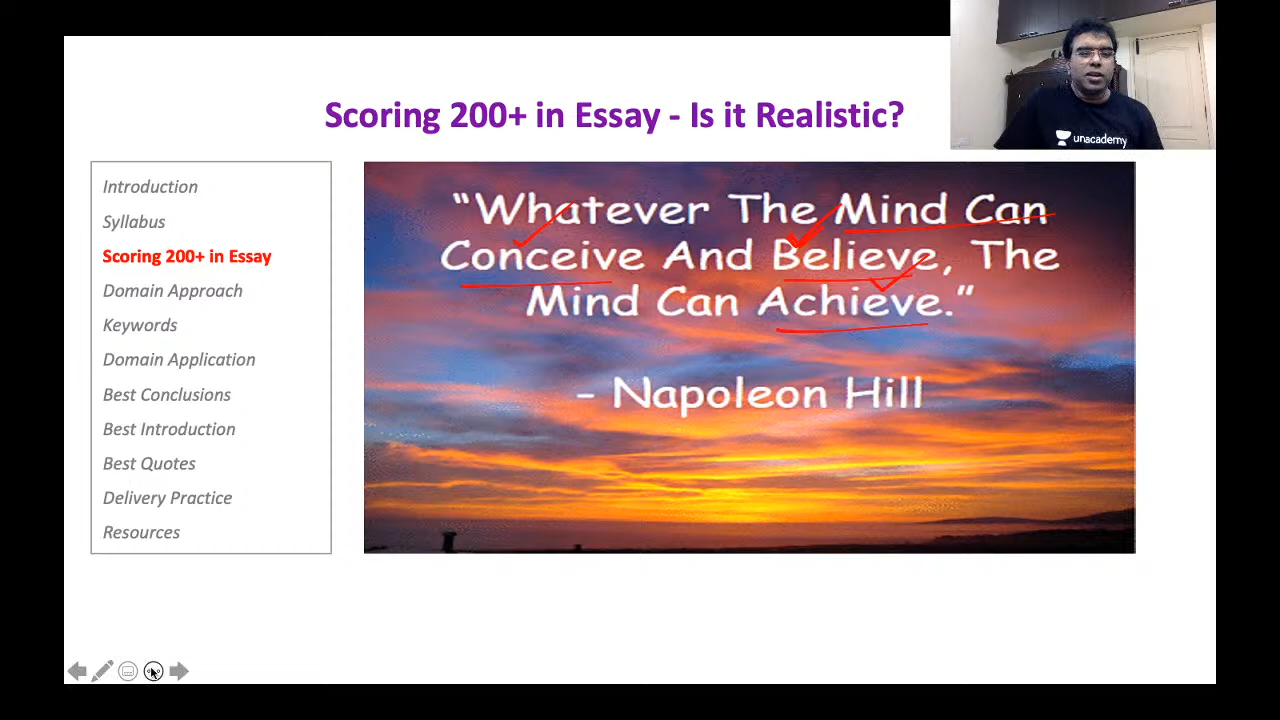 Scoring 200+ in Essay - Is it Realistic?
unacademy
Introduction
Syllabus
Scoring 200+ in Essay
Domain Approach
Keywords
Domain Application
Best Conclusions
Best Introduction
Best Quotes
Delivery Practice
Resources
“Whatever The Mind Can
Conceive And Believe, The
Mind Can Achieve.”
- Napoleon Hill